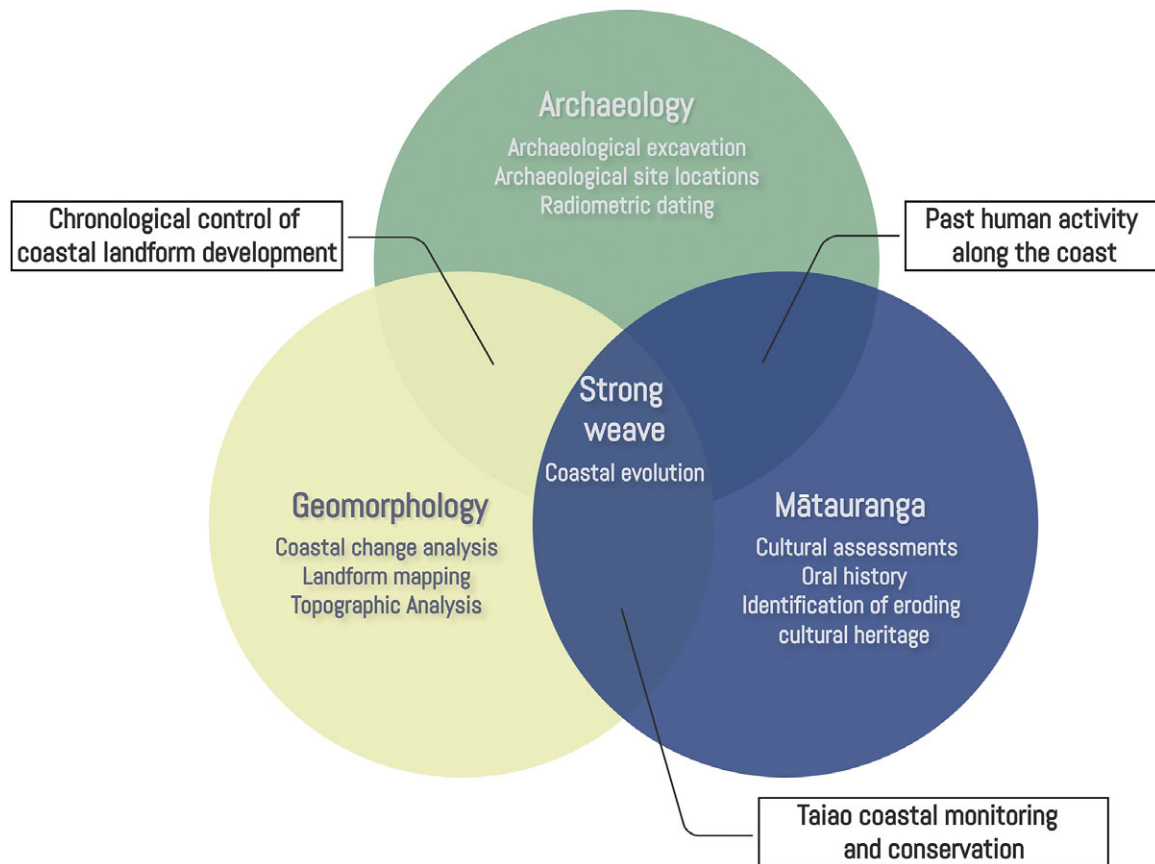 Archaeology
Archaeological excavation
Archaeological site locations
Radiometric dating
Chronological control of
coastal landform development
Past human activity
along the coast
Strong
weave
Coastal evolution
Geomorphology
Coastal change analysis
Landform mapping
Topographic Analysis
Mātauranga
Cultural assessments
Oral history
Identification of eroding
cultural heritage
Taiao coastal monitoring
and conservation